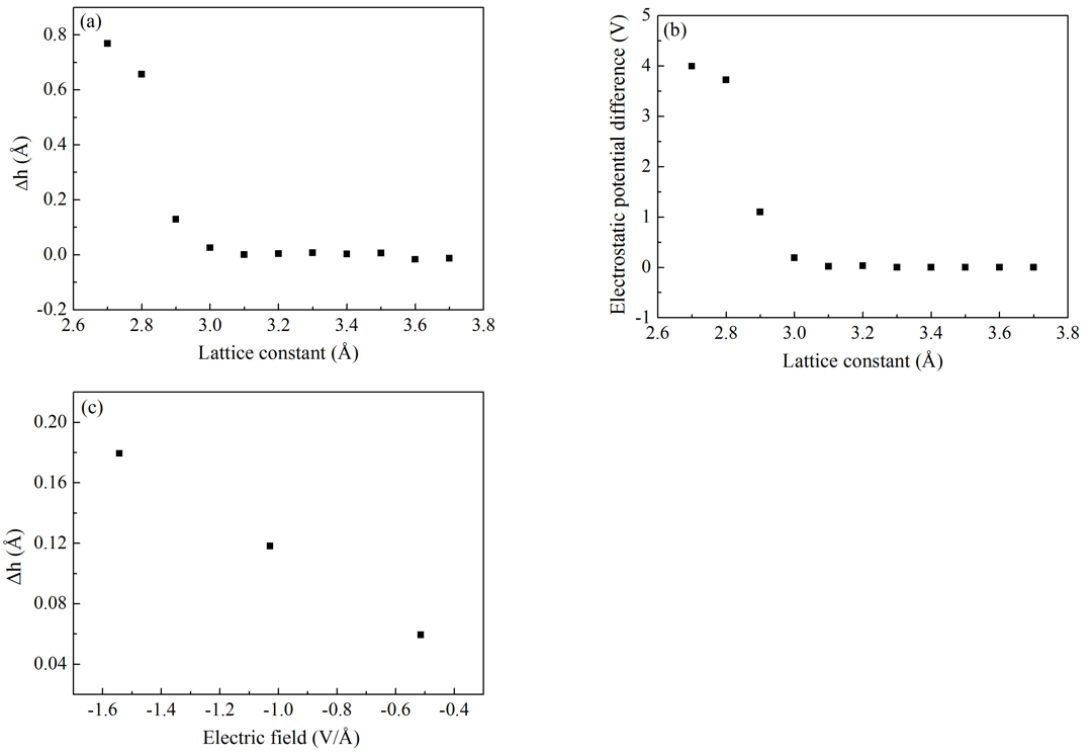 (a)
0.8
0.6
0.4
0.2
0.0
-0.2
2.6 2.8 3.0 3.2 3.4 3.6 3.8
Δh (Å)
Lattice constant (Å)
(b)
5
4
3
2
1
0
-1
2.6 2.8 3.0 3.2 3.4 3.6 3.8
Electrostatic potential difference (V)
Lattice constant (Å)
(c)
0.20
0.16
0.12
0.08
0.04
-1.6 -1.4 -1.2 -1.0 -0.8 -0.6 -0.4
Δh (Å)
Electric field (V/Å)